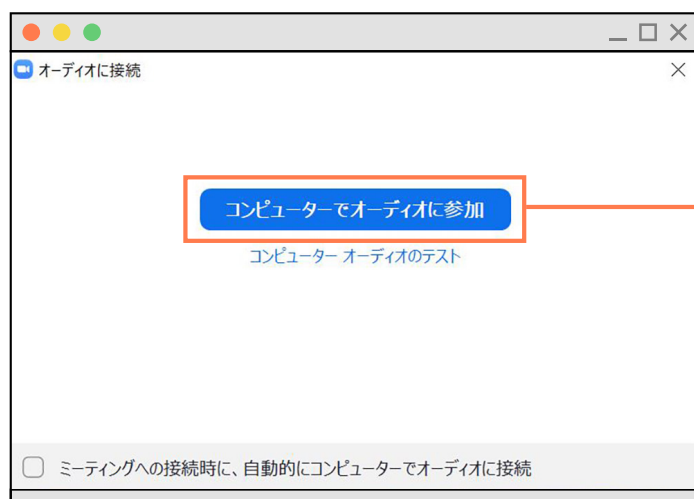 オーディオに接続
コンピューターでオーディオに参加
コンピューター オーディオのテスト
ミーティングへの接続時に、自動的にコンピューターでオーディオに接続